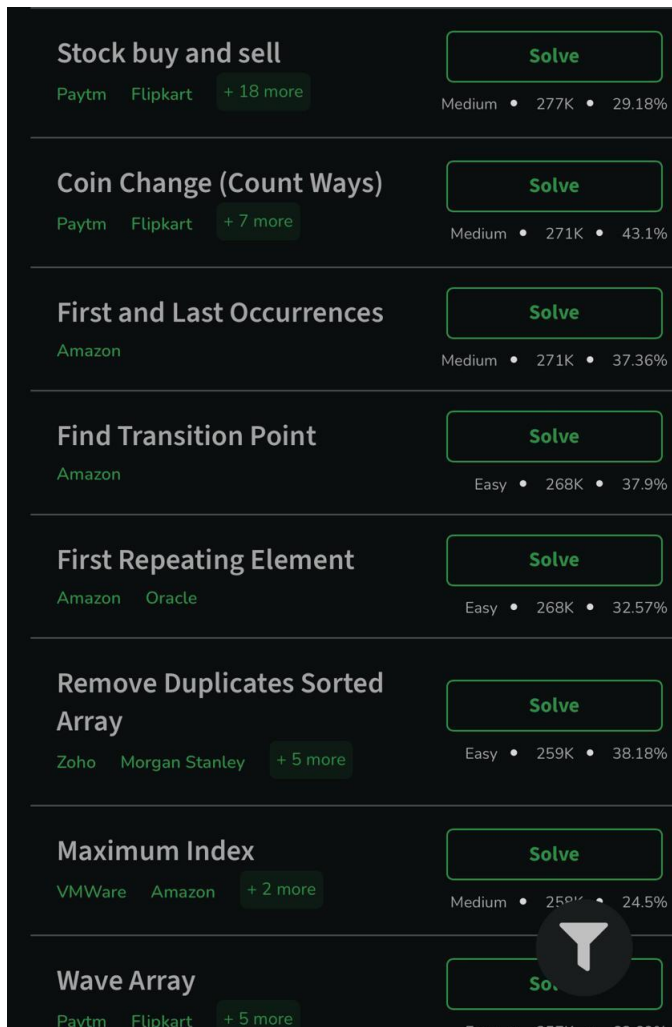 Stock buy and sell
Solve
Paytm Flipkart + 18 more
Medium • 277K • 29.18%
Coin Change (Count Ways)
Solve
Paytm Flipkart + 7 more
Medium • 271K • 43.1%
First and Last Occurrences
Solve
Amazon
Medium • 271K • 37.36%
Find Transition Point
Solve
Amazon
Easy • 268K • 37.9%
First Repeating Element
Solve
Amazon Oracle
Easy • 268K • 32.57%
Remove Duplicates Sorted
Array
Solve
Zoho Morgan Stanley + 5 more
Easy • 259K • 38.18%
Maximum Index
Solve
VMWare Amazon + 2 more
Medium • • 24.5%
Wave Array
Paytm Flipkart + 5 more